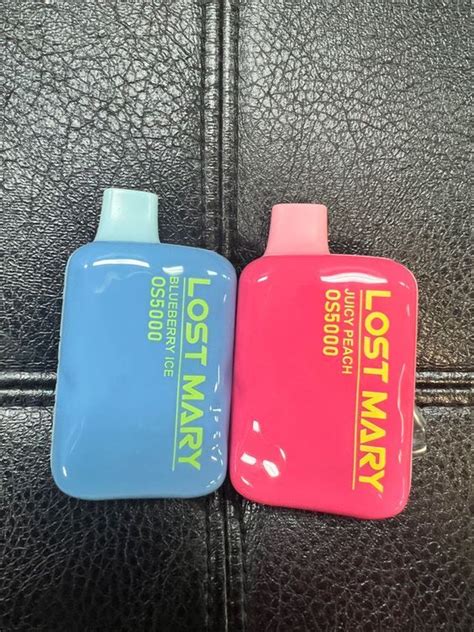 LOST MARY
BLUEBERRY ICE
OS5000
LOST MARY
JUICY PEACH
OS5000